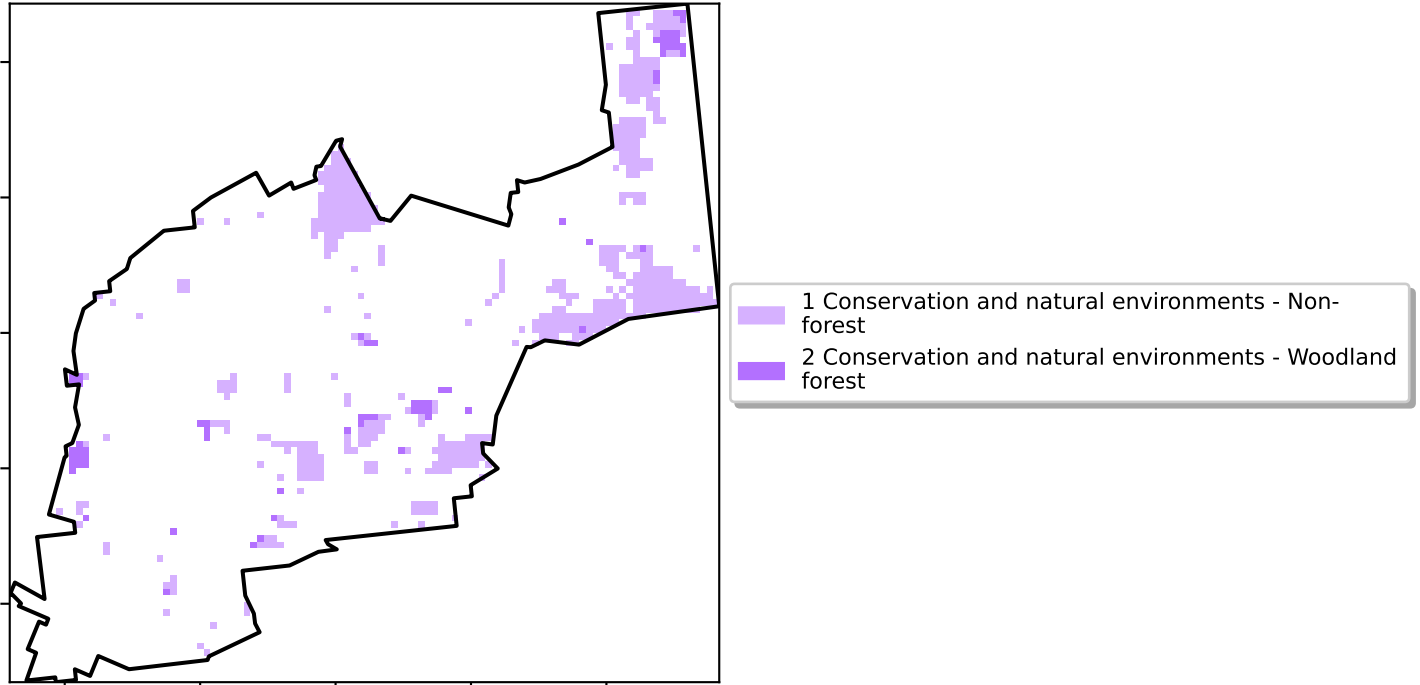 1 Conservation and natural environments - Non-
forest
2 Conservation and natural environments - Woodland
forest